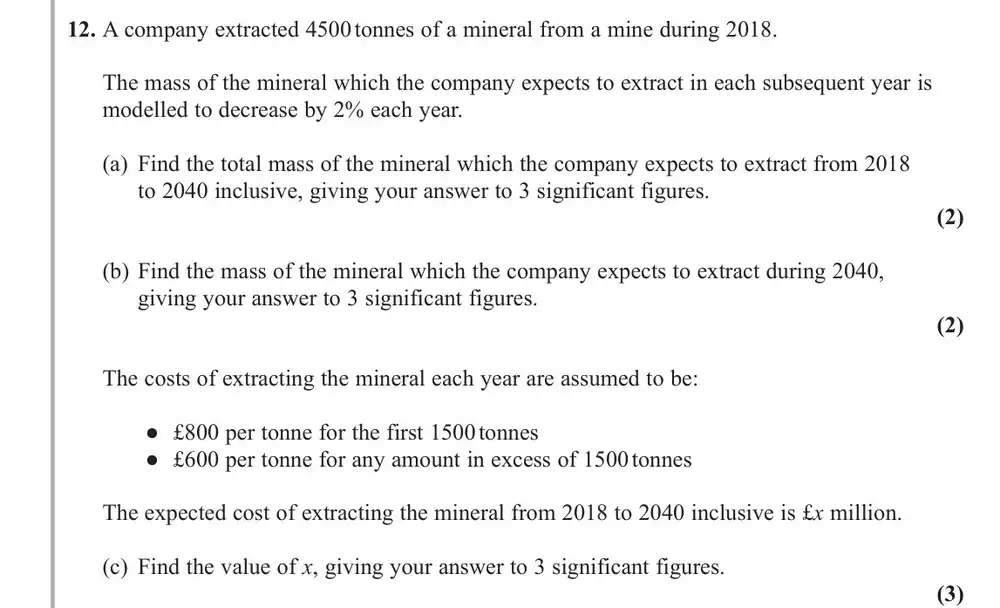 12. A company extracted 4500 tonnes of a mineral from a mine during 2018.
The mass of the mineral which the company expects to extract in each subsequent year is
modelled to decrease by 2% each year.
(a) Find the total mass of the mineral which the company expects to extract from 2018
to 2040 inclusive, giving your answer to 3 significant figures.
(2)
(b) Find the mass of the mineral which the company expects to extract during 2040,
giving your answer to 3 significant figures.
(2)
The costs of extracting the mineral each year are assumed to be:
● £800 per tonne for the first 1500 tonnes
● £600 per tonne for any amount in excess of 1500 tonnes
The expected cost of extracting the mineral from 2018 to 2040 inclusive is £x million.
(c) Find the value of x, giving your answer to 3 significant figures.
(3)